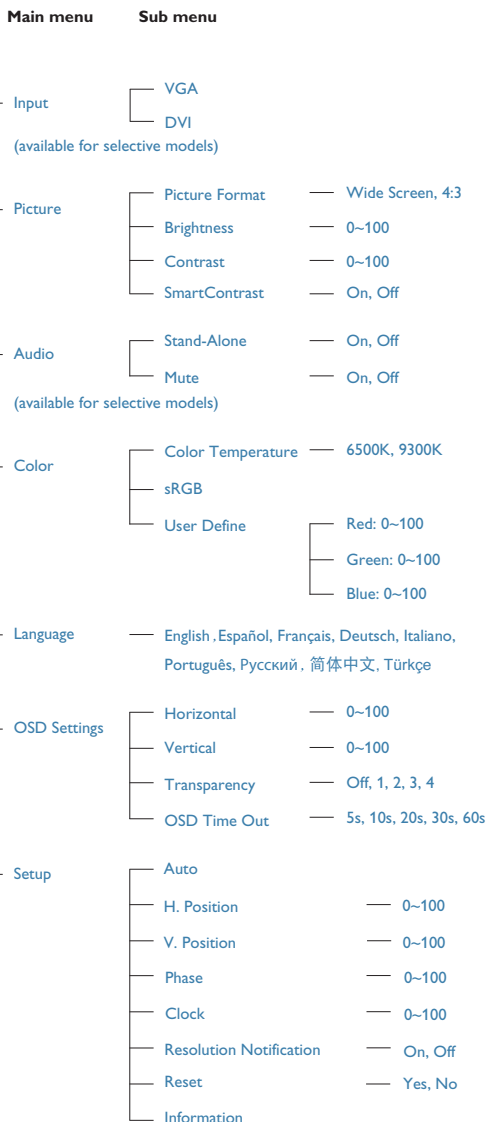 Main menu Sub menu
VGA
Input
DVI
(available for selective models)
Picture Format Wide Screen, 4:3
Picture
Brightness 0~100
Contrast 0~100
SmartContrast On, Off
Stand-Alone On, Off
Audio
Mute On, Off
(available for selective models)
Color Temperature 6500K, 9300K
Color
sRGB
User Define Red: 0~100
Green: 0~100
Blue: 0~100
Language English, Español, Français, Deutsch, Italiano,
Português, Русский, 简体中文, Türkçe
Horizontal 0~100
OSD Settings
Vertical 0~100
Transparency Off, 1, 2, 3, 4
OSD Time Out 5s, 10s, 20s, 30s, 60s
Setup Auto
H. Position 0~100
V. Position 0~100
Phase 0~100
Clock 0~100
Resolution Notification On, Off
Reset Yes, No
Information